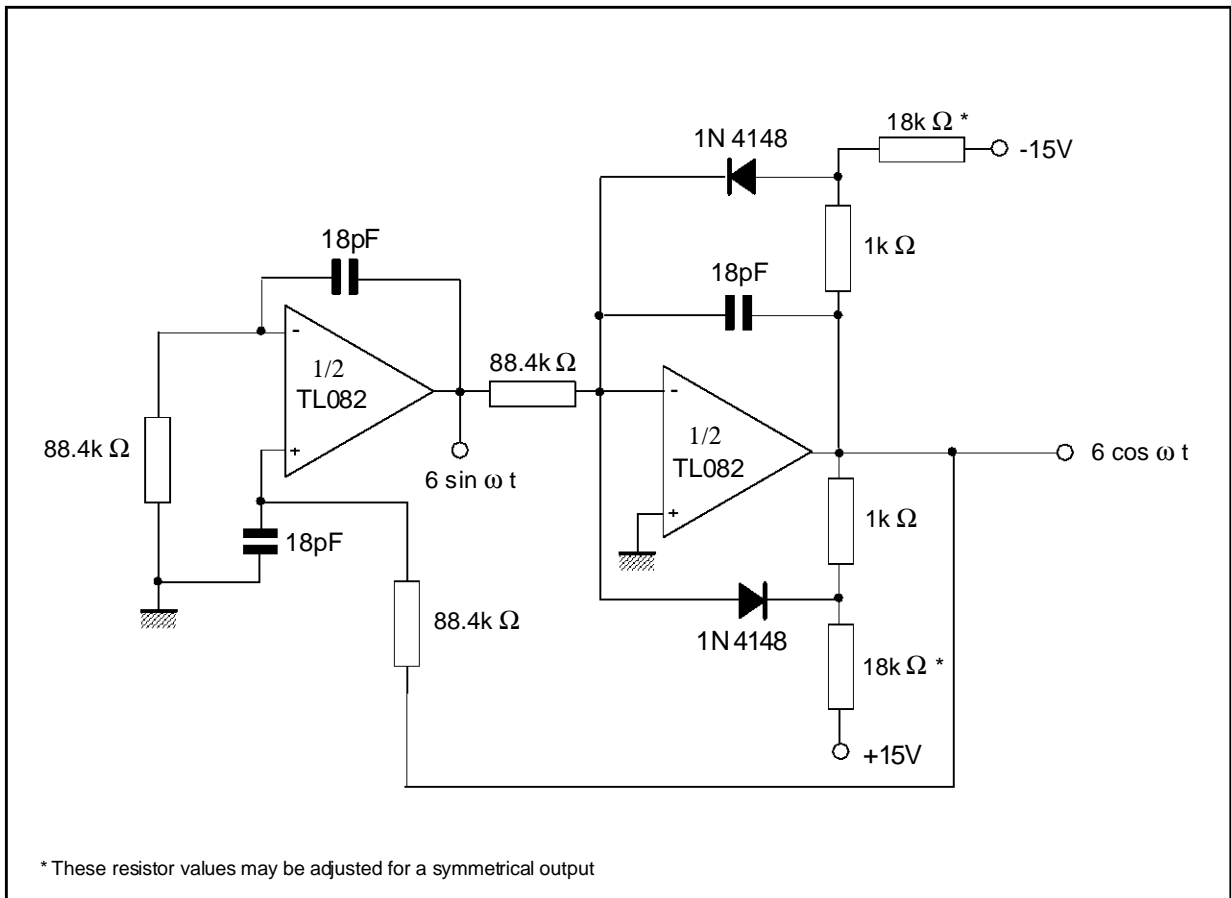 18k Ω *
1N 4148
-15V
18pF
1k Ω
18pF
-
1/2
TL082
88.4k Ω
-
1/2
TL082
88.4k Ω
+
6 sin ω t
6 cos ω t
+
1k Ω
18pF
88.4k Ω
1N 4148
18k Ω *
+15V
* These resistor values may be adjusted for a symmetrical output